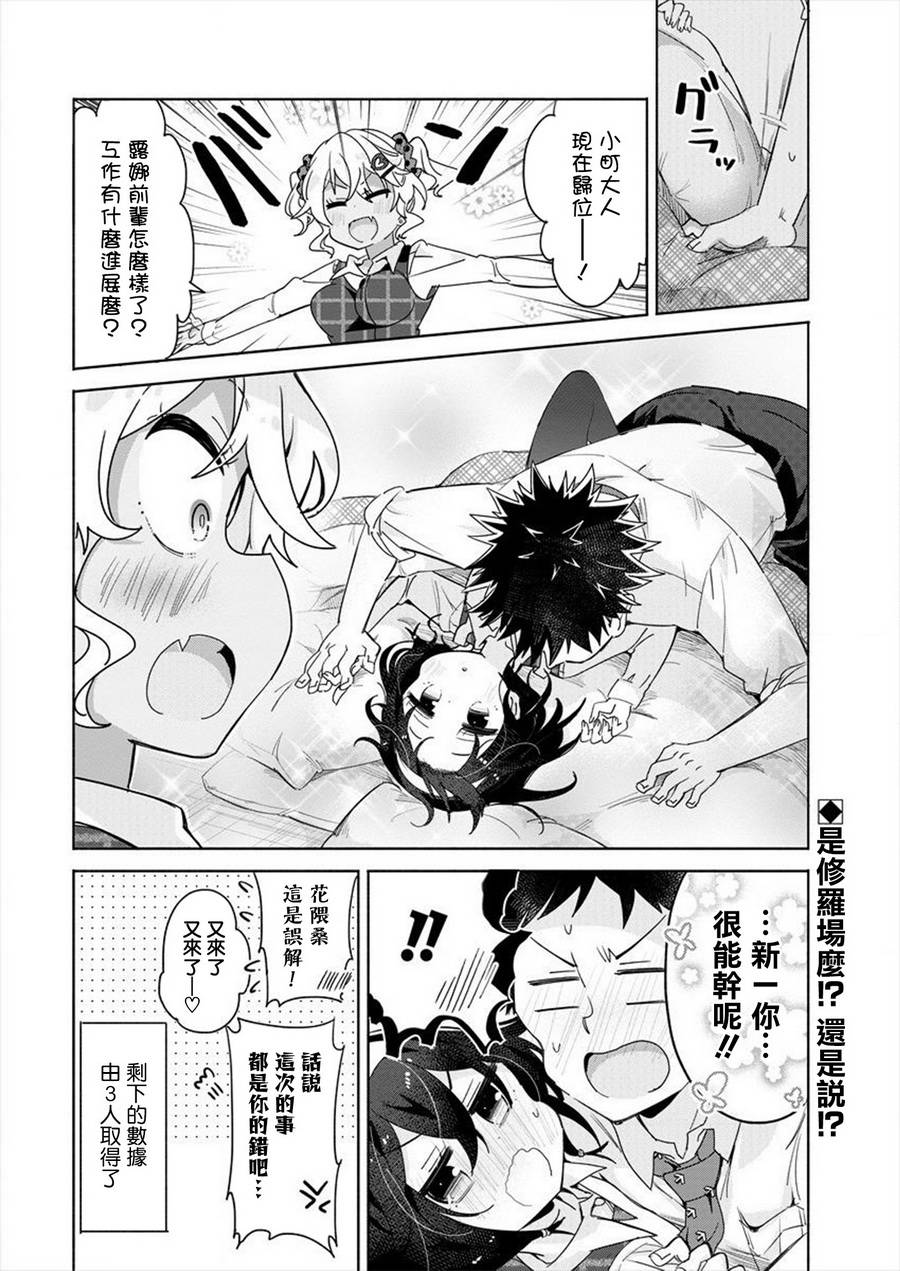 グラ
小町大人
現在歸位──！
露娜前輩怎麼樣了？
工作有什麼進展麼？
◆是修羅場麼!? 還是說!?
…新一你…
很能幹呢!!
!!
花隈桑
這是誤解！
話說
這次的事
都是你的錯吧…
又來了
又來了─♡
剩下的數據
由3人取得了